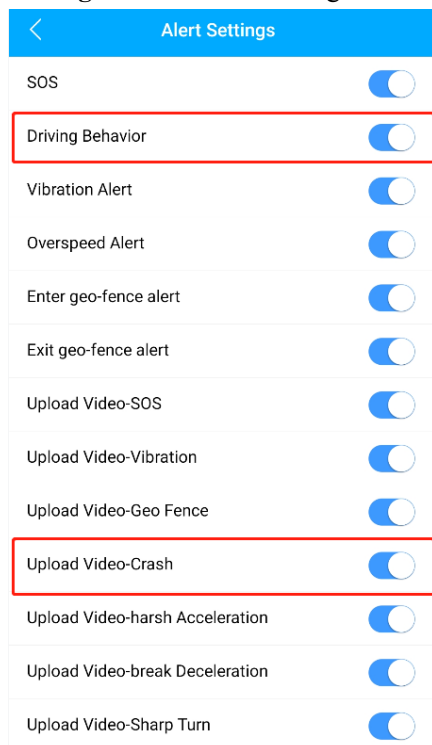 Alert Settings
SOS
Driving Behavior
Vibration Alert
Overspeed Alert
Enter geo-fence alert
Exit geo-fence alert
Upload Video-SOS
Upload Video-Vibration
Upload Video-Geo Fence
Upload Video-Crash
Upload Video-harsh Acceleration
Upload Video-break Deceleration
Upload Video-Sharp Turn